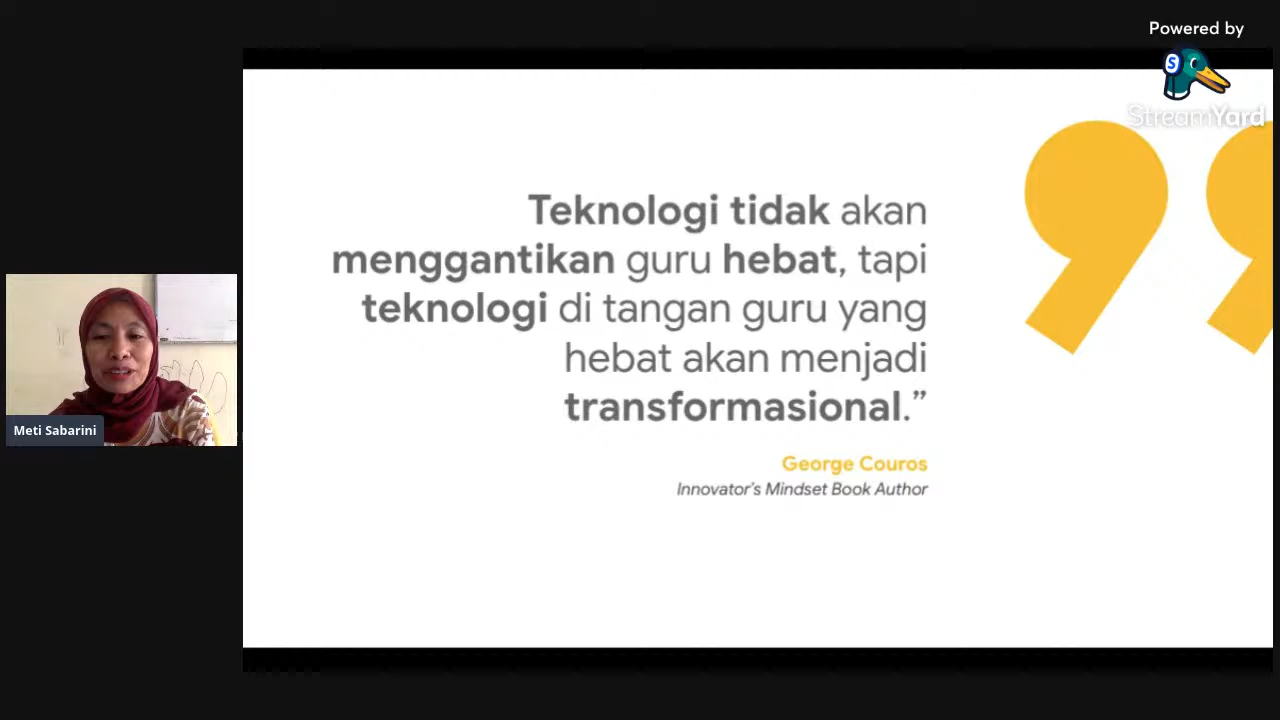 Powered by
StreamYard
Teknologi tidak akan
menggantikan guru hebat, tapi
teknologi di tangan guru yang
hebat akan menjadi
transformasional.”
George Couros
Innovator’s Mindset Book Author
Meti Sabarini